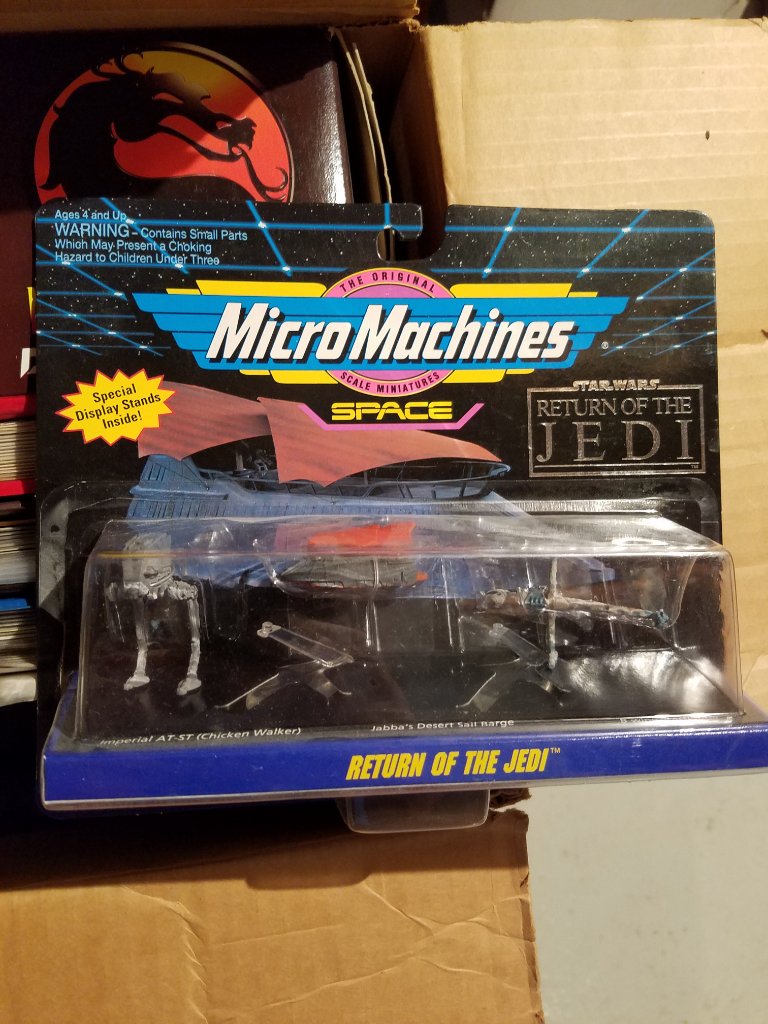 Ages 4 and Up
WARNING - Contains Small Parts
Which May Present a Choking
Hazard to Children Under Three
THE ORIGINAL
Micro Machines ®
SCALE MINIATURES
SPACE
Special
Display Stands
Inside!
STAR WARS
RETURN OF THE
JEDI
Imperial AT-ST (Chicken Walker)
Jabba's Desert Sail Barge
RETURN OF THE JEDI™